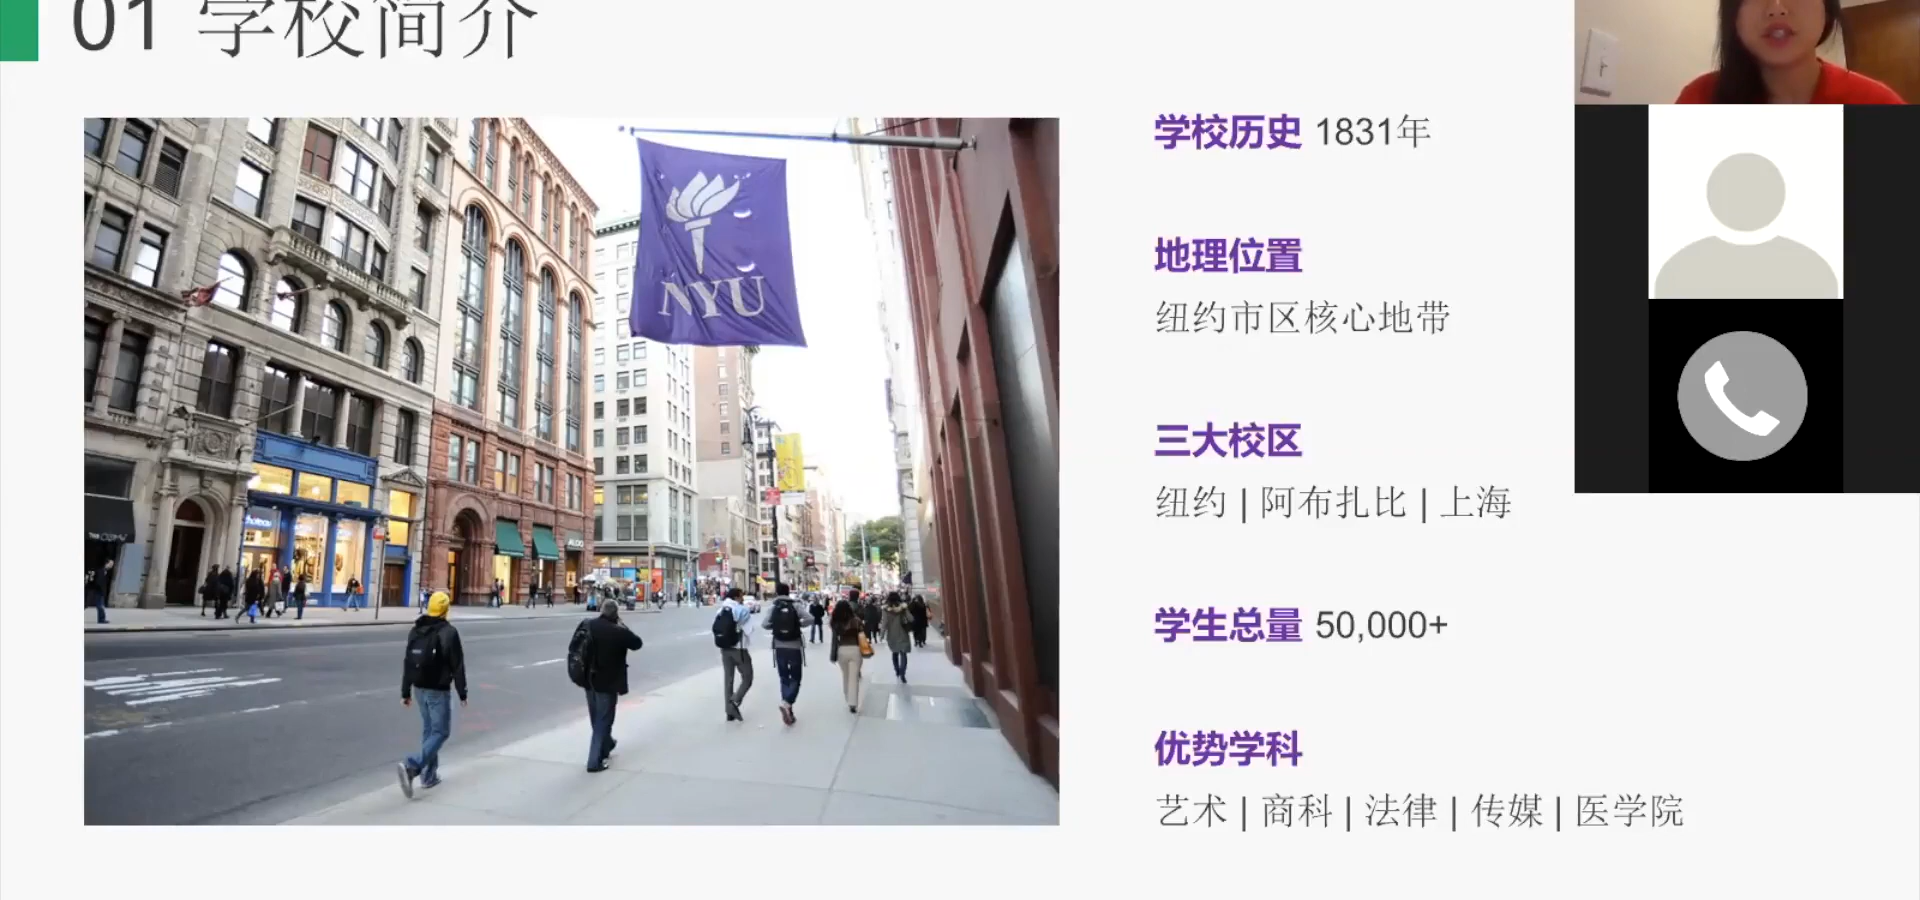 01 学校简介
NYU
ALDO
学校历史 1831年
地理位置
纽约市区核心地带
三大校区
纽约 | 阿布扎比 | 上海
学生总量 50,000+
优势学科
艺术 | 商科 | 法律 | 传媒 | 医学院